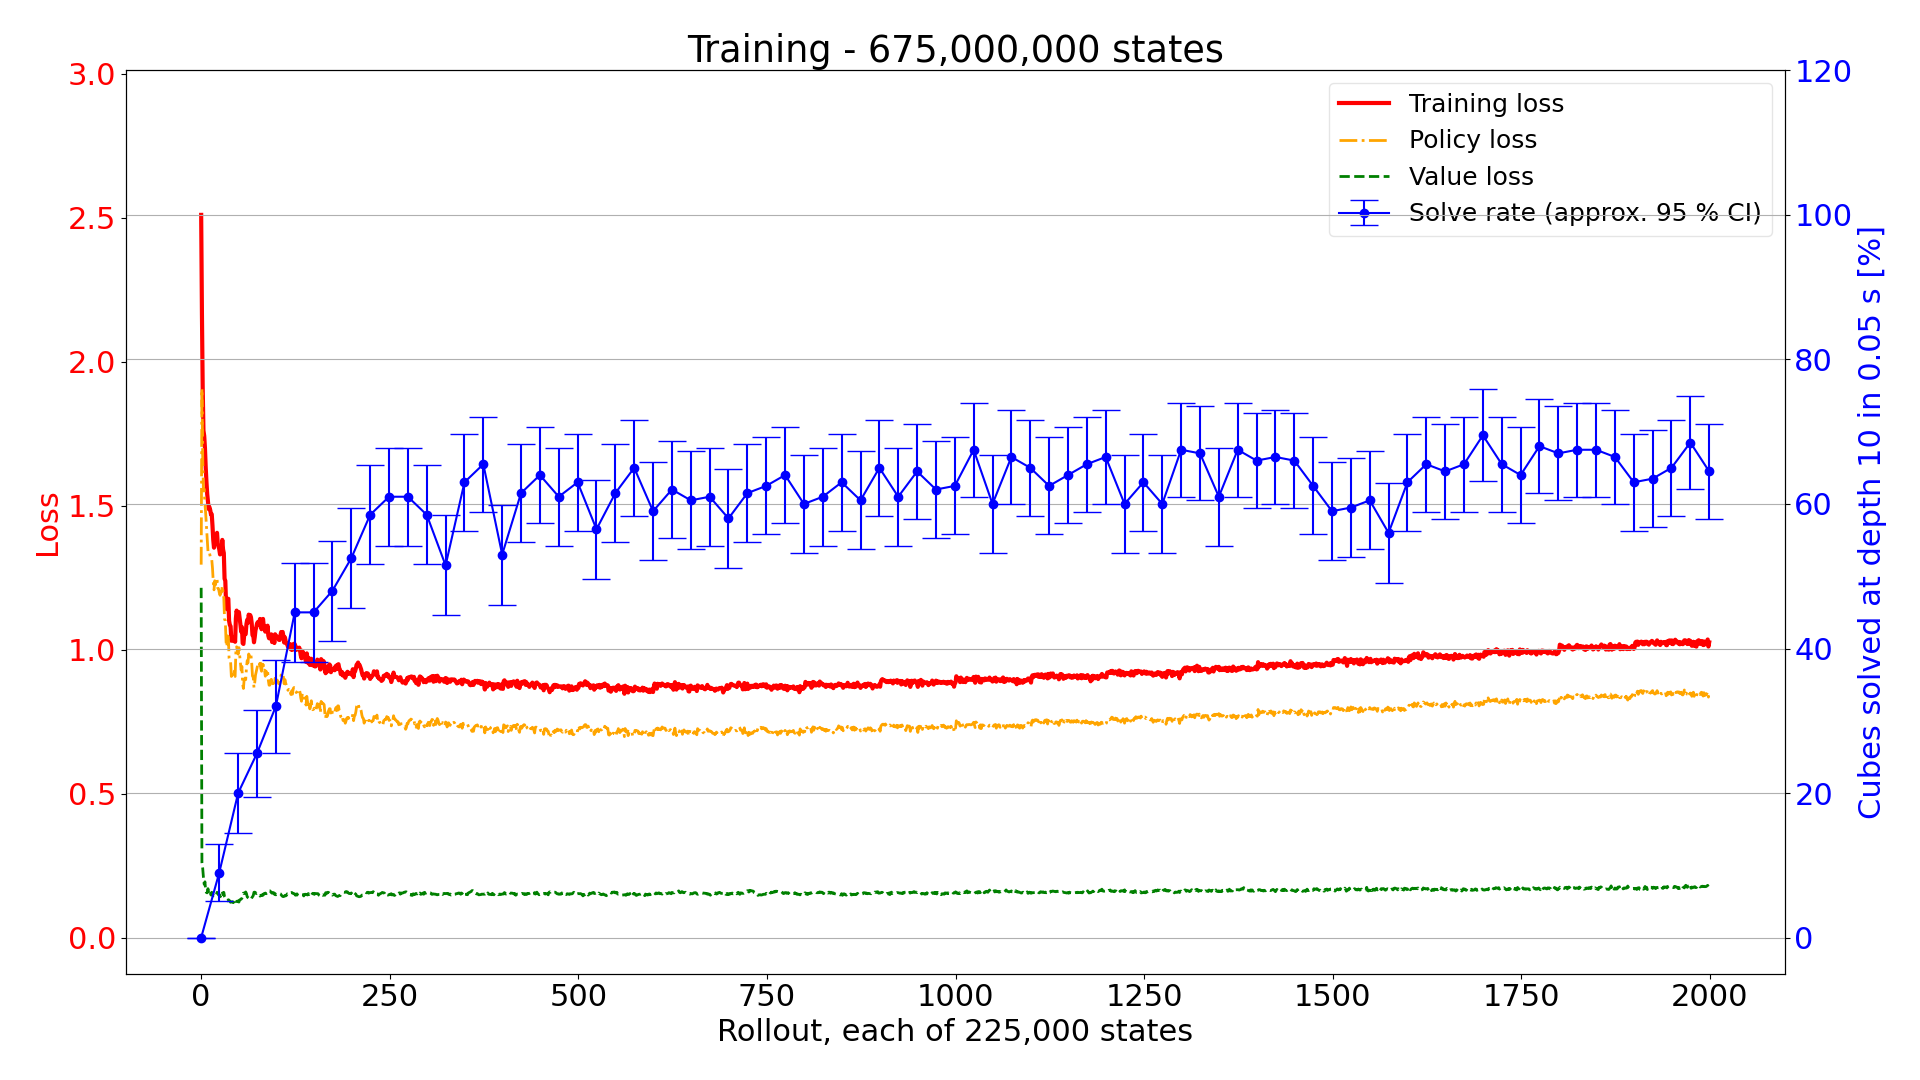 Training - 675,000,000 states
3.0
2.5
2.0
1.5
1.0
0.5
0.0
Loss
Training loss
Policy loss
Value loss
Solve rate (approx. 95 % CI)
120
100
80
60
40
20
0
Cubes solved at depth 10 in 0.05 s [%]
0 250 500 750 1000 1250 1500 1750 2000
Rollout, each of 225,000 states